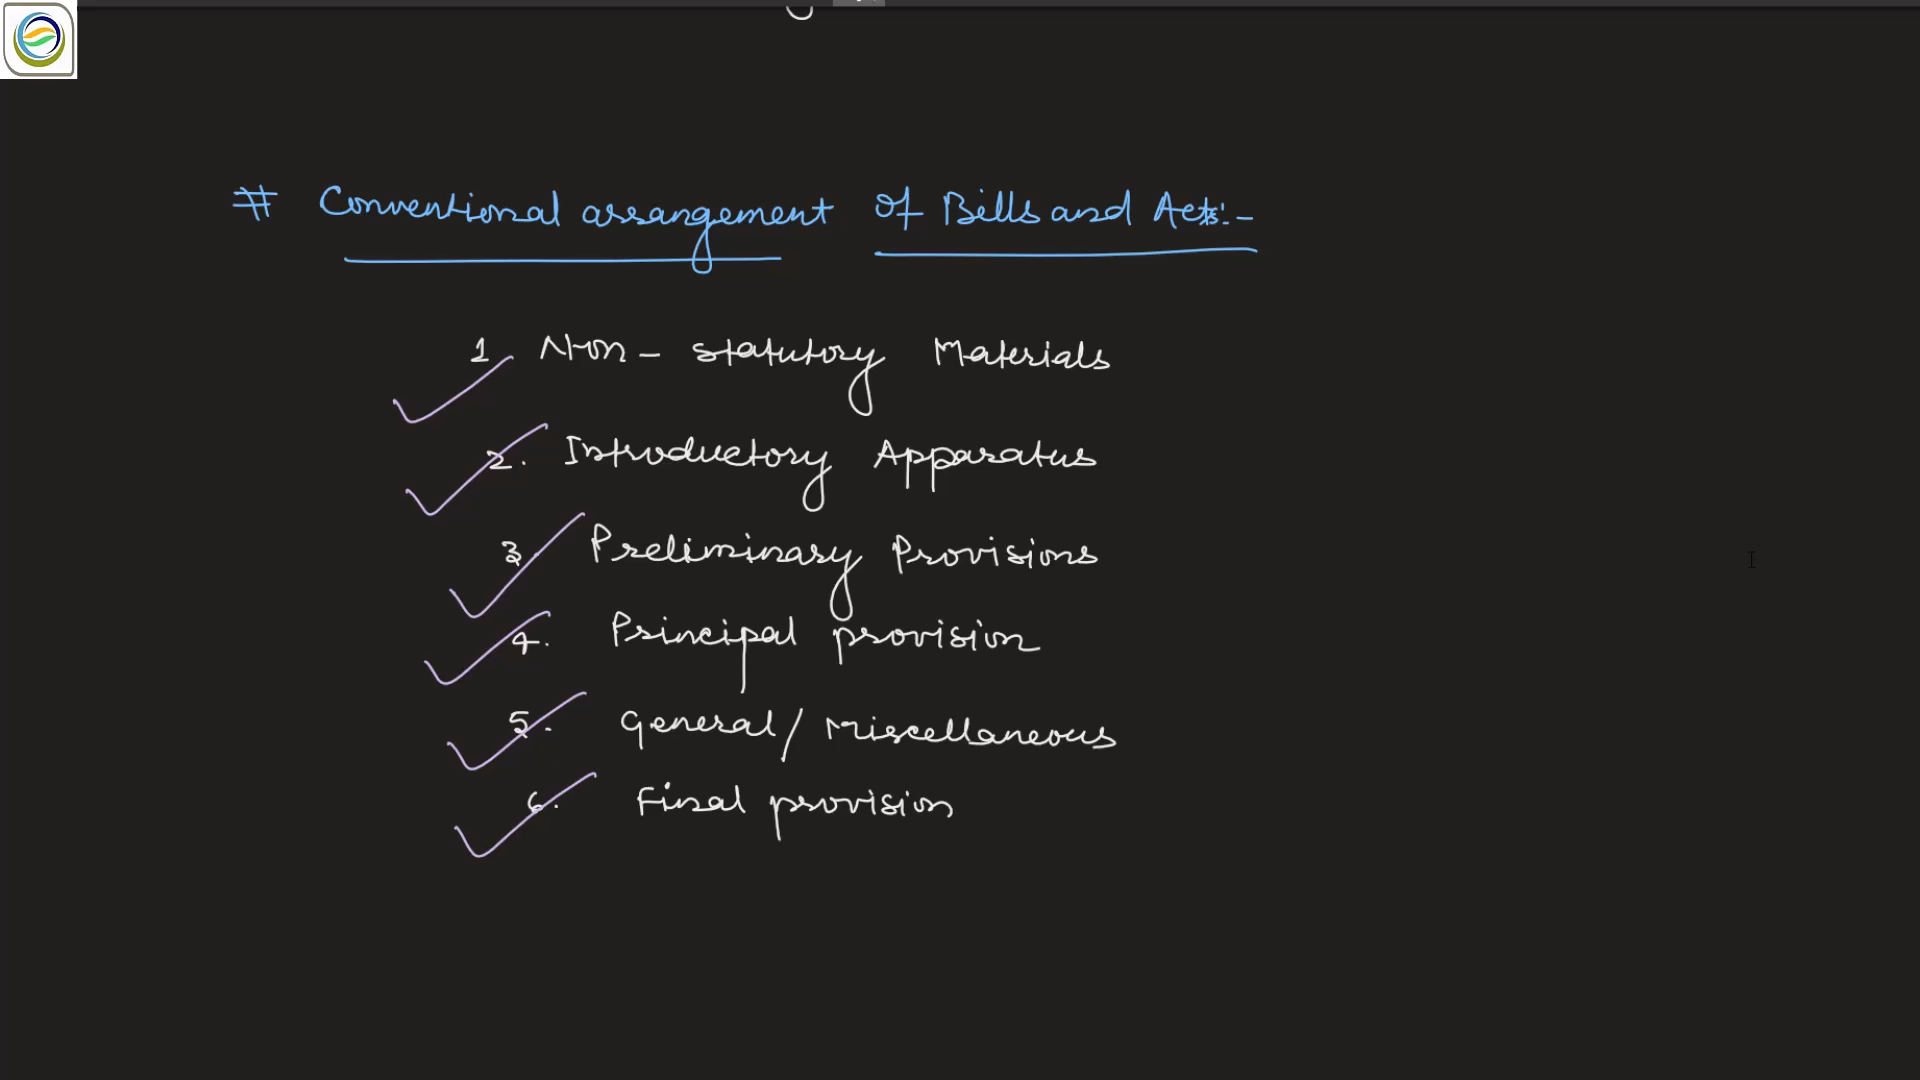 # Conventional arrangement of Bills and Acts:-
1 Non-statutory Materials
2. Introductory Apparatus
3 Preliminary Provisions
4. Principal provision
5. General/Miscellaneous
6. Final provision